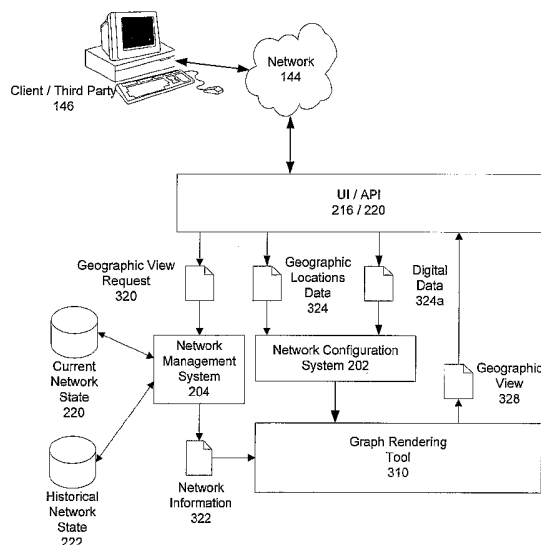 Client / Third Party
146
Network
144
UI / API
216 / 220
Geographic View
Request
320
Geographic
Locations
Data
324
Digital
Data
324a
Network
Management
System
204
Network Configuration
System 202
Geographic
View
328
Current
Network
State
220
Graph Rendering
Tool
310
Network
Information
322
Historical
Network
State
222